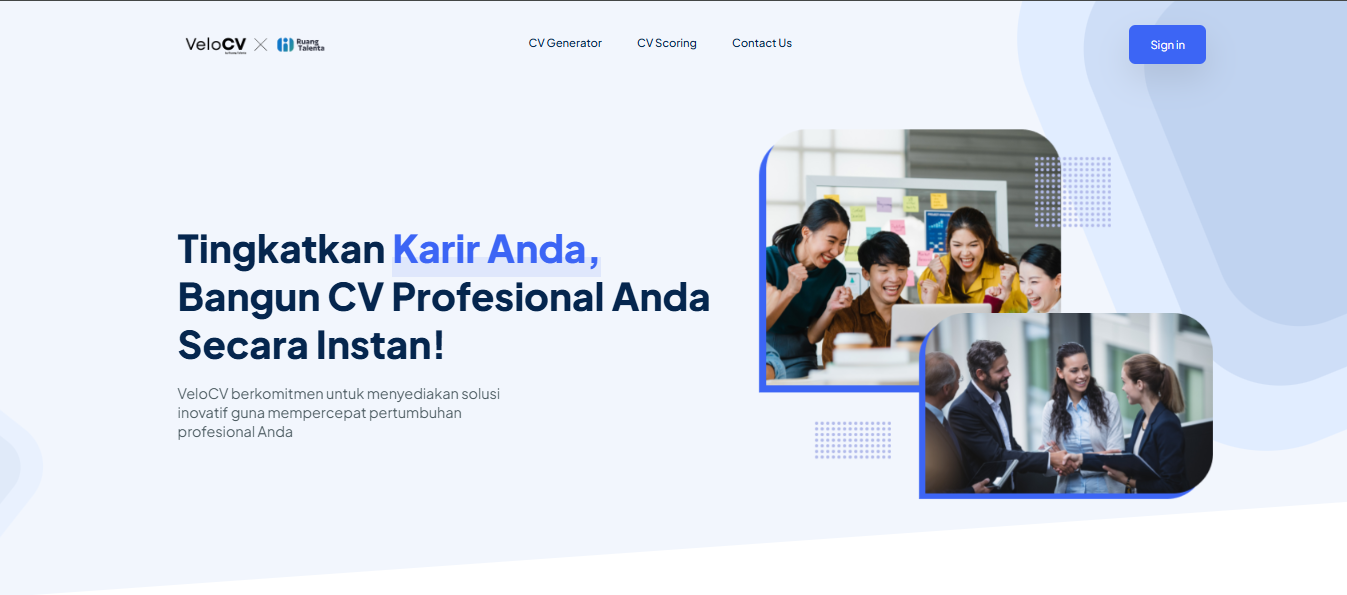 VeloCV
Ruang
Talenta
CV Generator
CV Scoring
Contact Us
Sign in
Tingkatkan Karir Anda,
Bangun CV Profesional Anda
Secara Instan!
VeloCV berkomitmen untuk menyediakan solusi
inovatif guna mempercepat pertumbuhan
profesional Anda